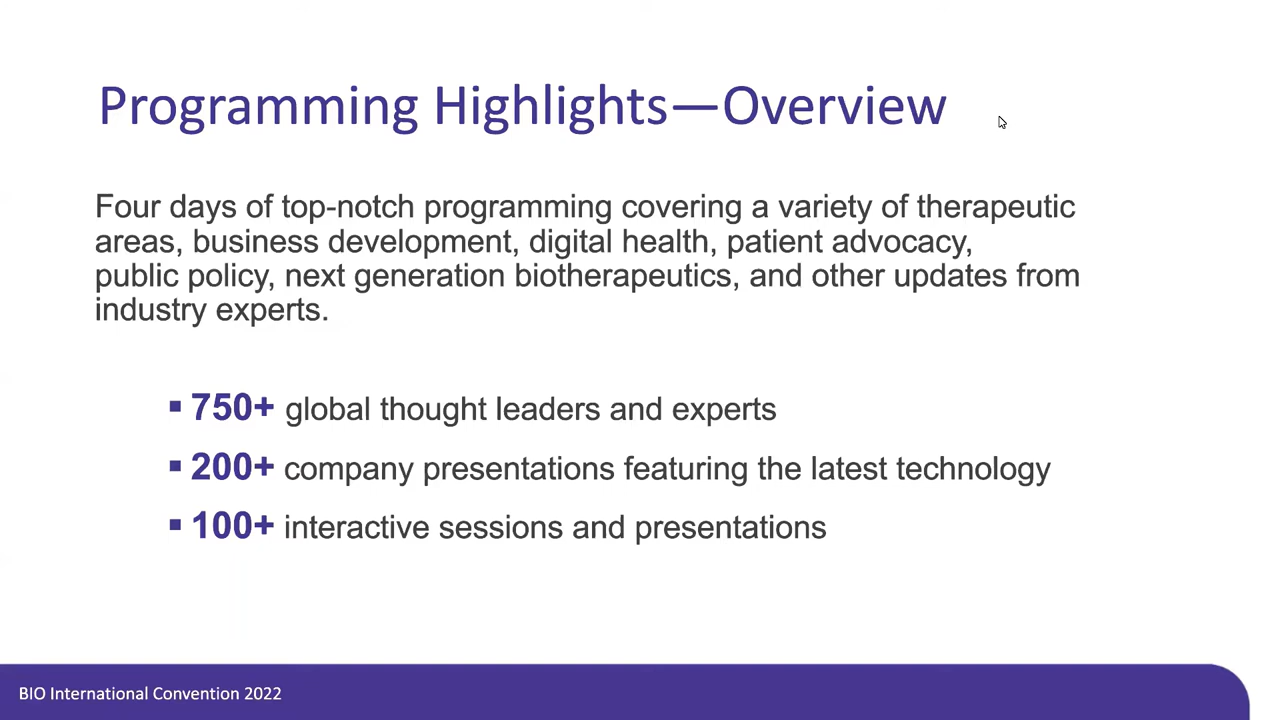 Programming Highlights—Overview
Four days of top-notch programming covering a variety of therapeutic
areas, business development, digital health, patient advocacy,
public policy, next generation biotherapeutics, and other updates from
industry experts.
▪ 750+ global thought leaders and experts
▪ 200+ company presentations featuring the latest technology
▪ 100+ interactive sessions and presentations
BIO International Convention 2022